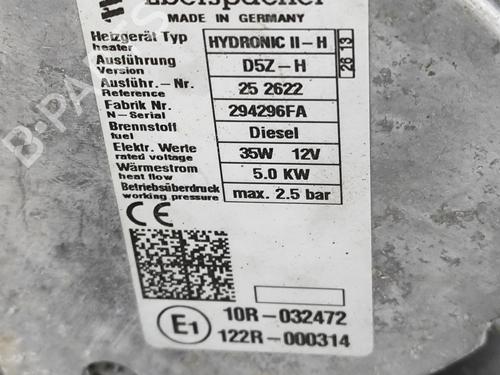 Eberspächer
MADE IN GERMANY
Heizgerät Typ HYDRONIC II-H
heater
Ausführung D5Z-H
Version
Ausführ.-Nr. 25 2622
Reference
Fabrik Nr. 294296FA
N-Serial
Brennstoff Diesel
fuel
Elektr. Werte 35W 12V
rated voltage
Wärmestrom 5.0 KW
heat flow
Betriebsüberdruck max. 2.5 bar
working pressure
26 13
CE
E1
10R-032472
122R-000314
B-PARTS